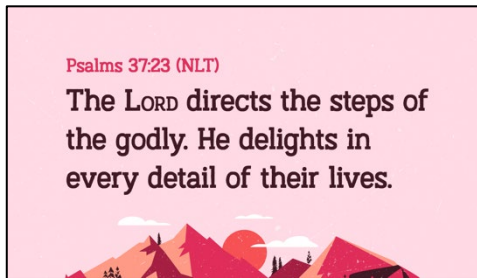 Psalms 37:23 (NLT)
The LORD directs the steps of
the godly. He delights in
every detail of their lives.